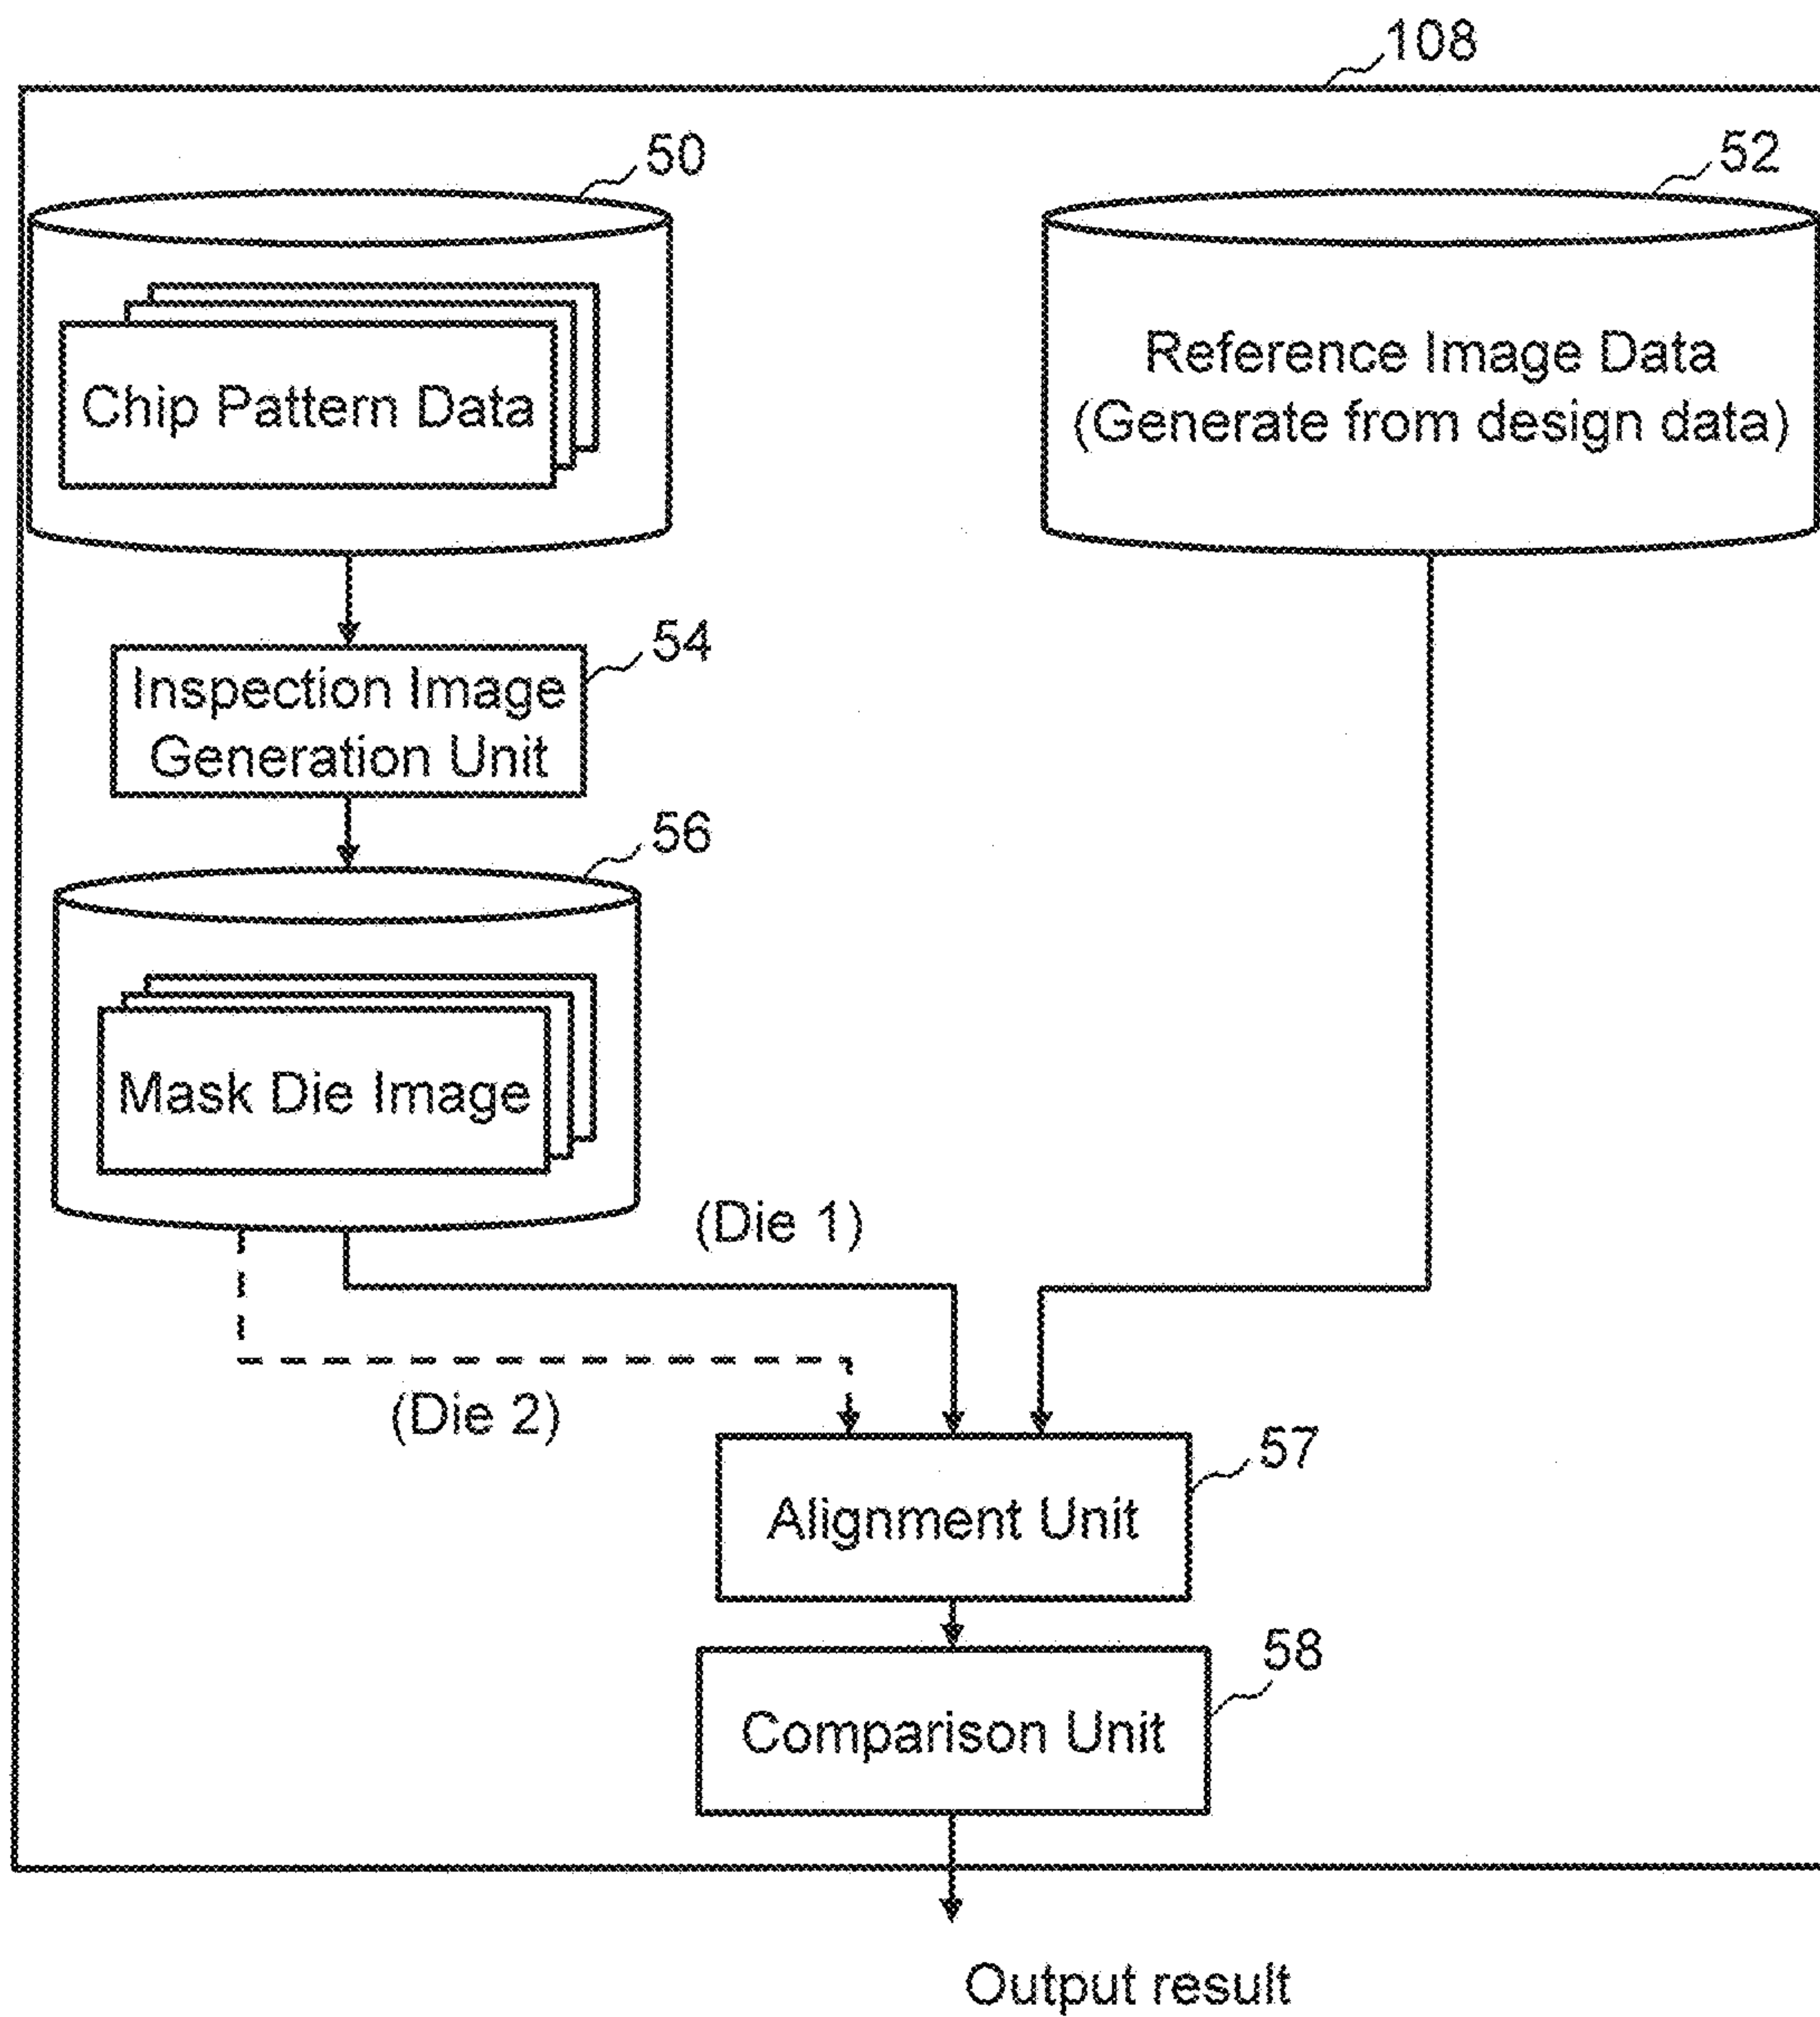 108
50
52
Chip Pattern Data
Reference Image Data
(Generate from design data)
54
Inspection Image
Generation Unit
56
Mask Die Image
(Die 1)
(Die 2)
57
Alignment Unit
58
Comparison Unit
Output result